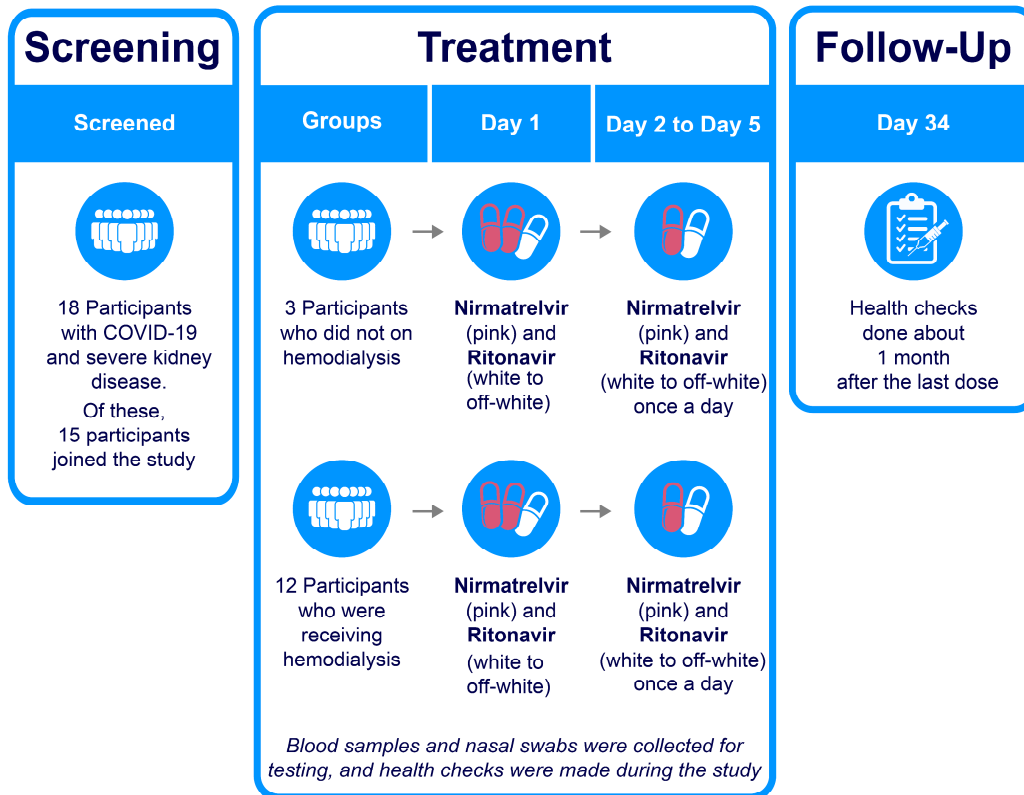 Screening
Screened
18 Participants
with COVID-19
and severe kidney
disease.
Of these,
15 participants
joined the study
Treatment
Groups
Day 1
Day 2 to Day 5
3 Participants
who did not on
hemodialysis
Nirmatrelvir
(pink) and
Ritonavir
(white to
off-white)
Nirmatrelvir
(pink) and
Ritonavir
(white to off-white)
once a day
12 Participants
who were
receiving
hemodialysis
Nirmatrelvir
(pink) and
Ritonavir
(white to
off-white)
Nirmatrelvir
(pink) and
Ritonavir
(white to off-white)
once a day
Blood samples and nasal swabs were collected for
testing, and health checks were made during the study
Follow-Up
Day 34
Health checks
done about
1 month
after the last dose